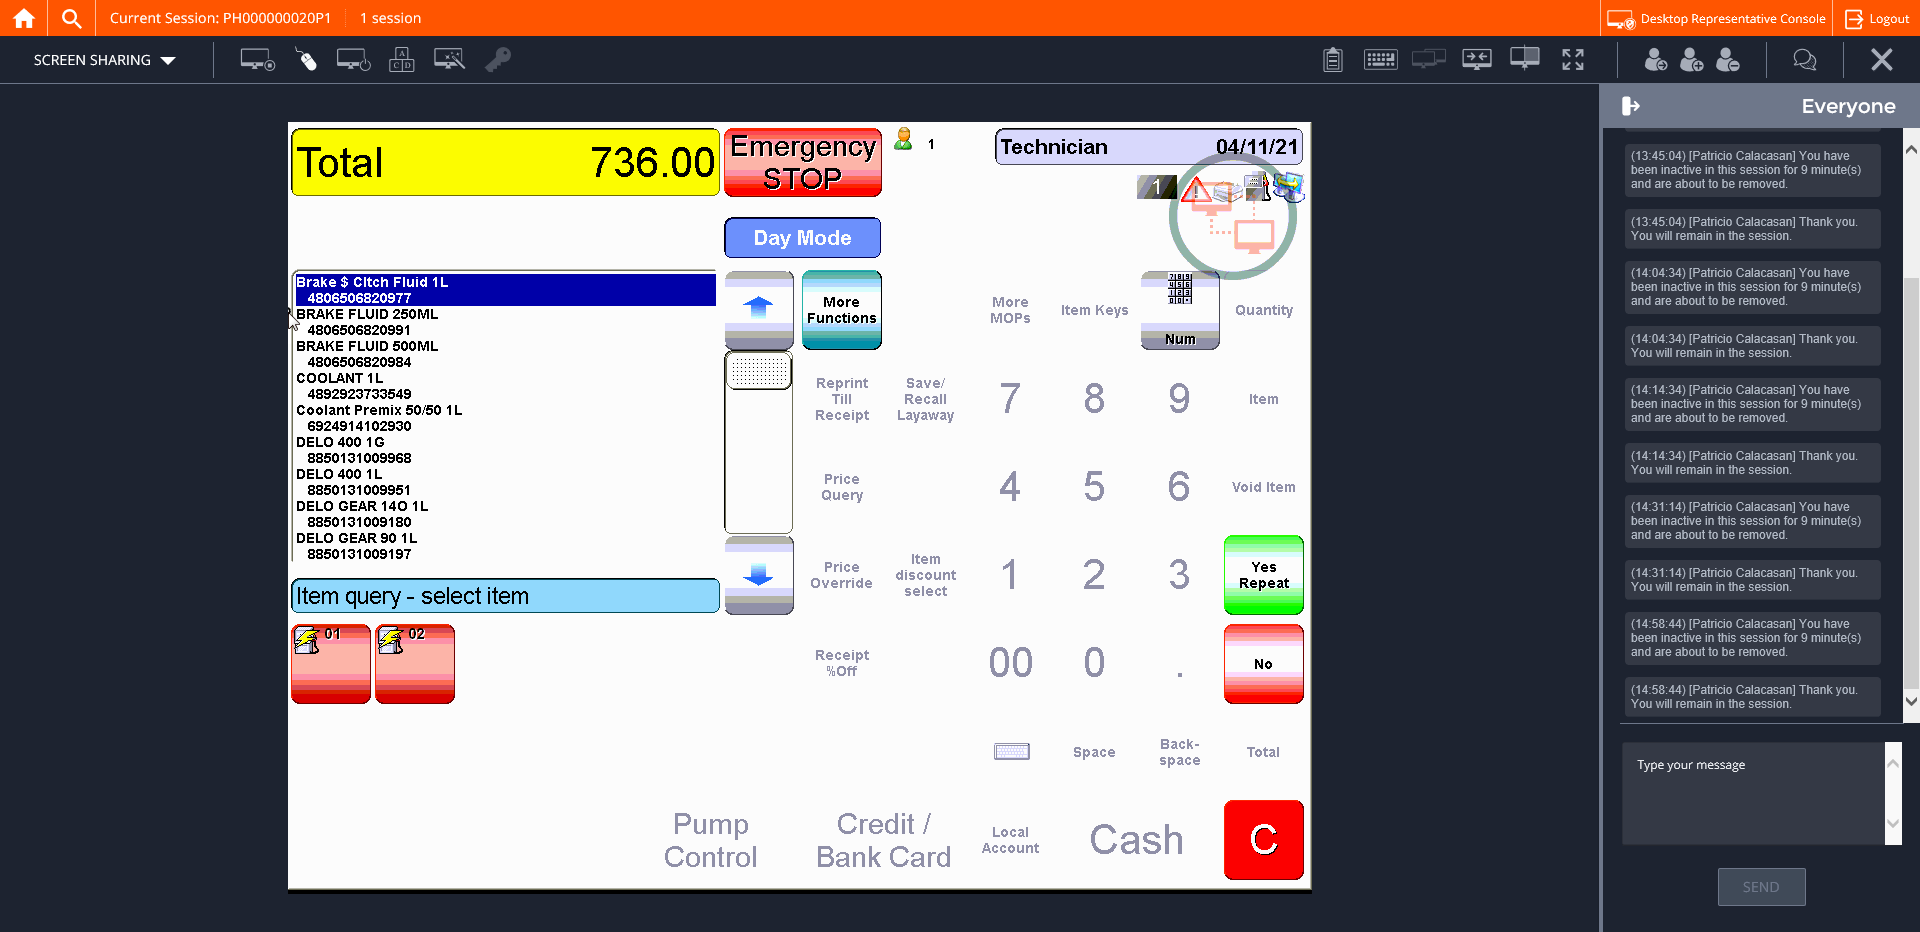 Current Session: PH000000020P1
1 session
Desktop Representative Console
Logout
SCREEN SHARING
A
C D
Everyone
Total 736.00
Emergency
STOP
1
Technician 04/11/21
1
Day Mode
Brake $ Cltch Fluid 1L
4806506820977
BRAKE FLUID 250ML
4806506820991
BRAKE FLUID 500ML
4806506820984
COOLANT 1L
4892923733549
Coolant Premix 50/50 1L
6924914102930
DELO 400 1G
8850131009968
DELO 400 1L
8850131009951
DELO GEAR 14O 1L
8850131009180
DELO GEAR 90 1L
8850131009197
Item query - select item
01
02
More
Functions
More
MOPs
Item Keys
7 8 9
4 5 6
1 2 3
0 0 .
Num
Quantity
Reprint
Till
Receipt
Save/
Recall
Layaway
7
8
9
Item
Price
Query
4
5
6
Void Item
Price
Override
Item
discount
select
1
2
3
Yes
Repeat
Receipt
%Off
00
0
.
No
Space
Back-
space
Total
Pump
Control
Credit /
Bank Card
Local
Account
Cash
C
(13:45:04) [Patricio Calacasan] You have
been inactive in this session for 9 minute(s)
and are about to be removed.
(13:45:04) [Patricio Calacasan] Thank you.
You will remain in the session.
(14:04:34) [Patricio Calacasan] You have
been inactive in this session for 9 minute(s)
and are about to be removed.
(14:04:34) [Patricio Calacasan] Thank you.
You will remain in the session.
(14:14:34) [Patricio Calacasan] You have
been inactive in this session for 9 minute(s)
and are about to be removed.
(14:14:34) [Patricio Calacasan] Thank you.
You will remain in the session.
(14:31:14) [Patricio Calacasan] You have
been inactive in this session for 9 minute(s)
and are about to be removed.
(14:31:14) [Patricio Calacasan] Thank you.
You will remain in the session.
(14:58:44) [Patricio Calacasan] You have
been inactive in this session for 9 minute(s)
and are about to be removed.
(14:58:44) [Patricio Calacasan] Thank you.
You will remain in the session.
Type your message
SEND